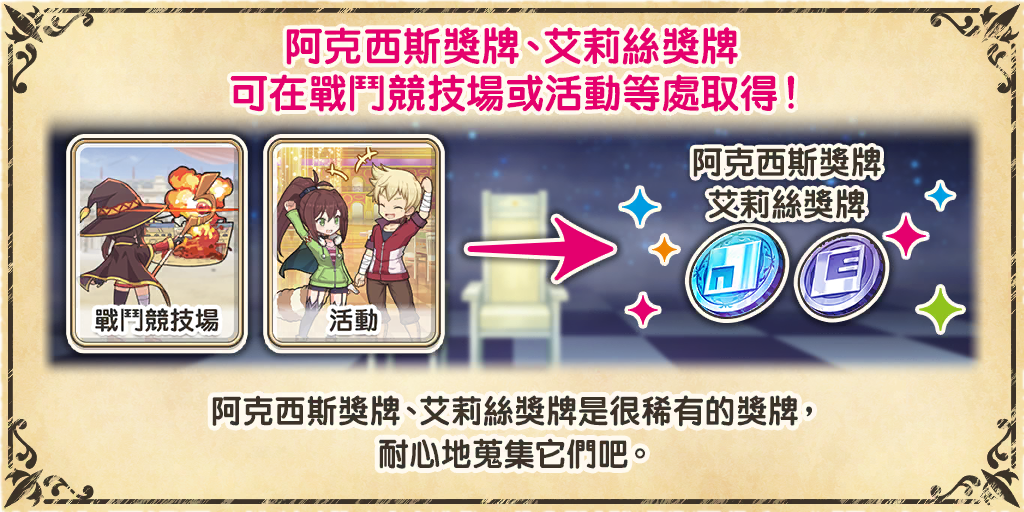 阿克西斯獎牌、艾莉絲獎牌
可在戰鬥競技場或活動等處取得！
戰鬥競技場
活動
阿克西斯獎牌
艾莉絲獎牌
A
E
阿克西斯獎牌、艾莉絲獎牌是很稀有的獎牌，
耐心地蒐集它們吧。